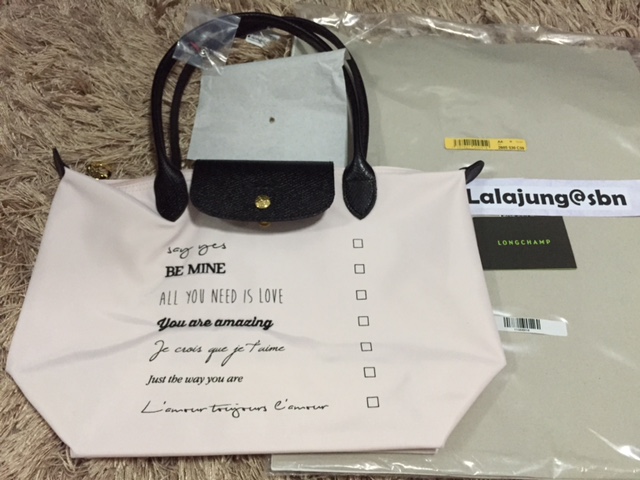 say yes
BE MINE
ALL YOU NEED IS LOVE
You are amazing
Je crois que je t'aime
Just the way you are
L'amour toujours l'amour
Lalajung@sbn
LONGCHAMP